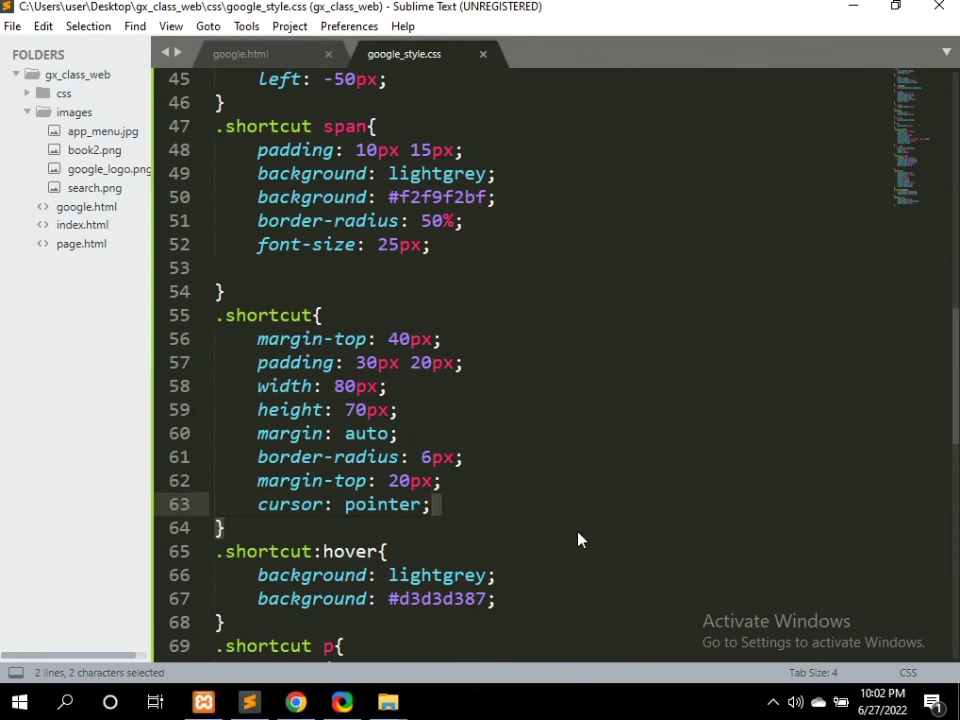 C:\Users\user\Desktop\gx_class_web\css\google_style.css (gx_class_web) - Sublime Text (UNREGISTERED)
File Edit Selection View Goto Tools Project Preferences Help
FOLDERS
gx_class_web
css
images
app_menu.jpg
book2.png
google_logo.png
search.png
google.html
index.html
page.html
google.html
google_style.css
45 left: -50px;
46 }
47 .shortcut span{
48 padding: 10px 15px;
49 background: lightgrey;
50 background: #f2f9f2bf;
51 border-radius: 50%;
52 font-size: 25px;
53
54 }
55 .shortcut{
56 margin-top: 40px;
57 padding: 30px 20px;
58 width: 80px;
59 height: 70px;
60 margin: auto;
61 border-radius: 6px;
62 margin-top: 20px;
63 cursor: pointer;
64 }
65 .shortcut:hover{
66 background: lightgrey;
67 background: #d3d3d387;
68 }
69 .shortcut p{
Activate Windows
Go to Settings to activate Windows.
2 lines, 2 characters selected
Tab Size: 4
CSS
10:02 PM
6/27/2022
1